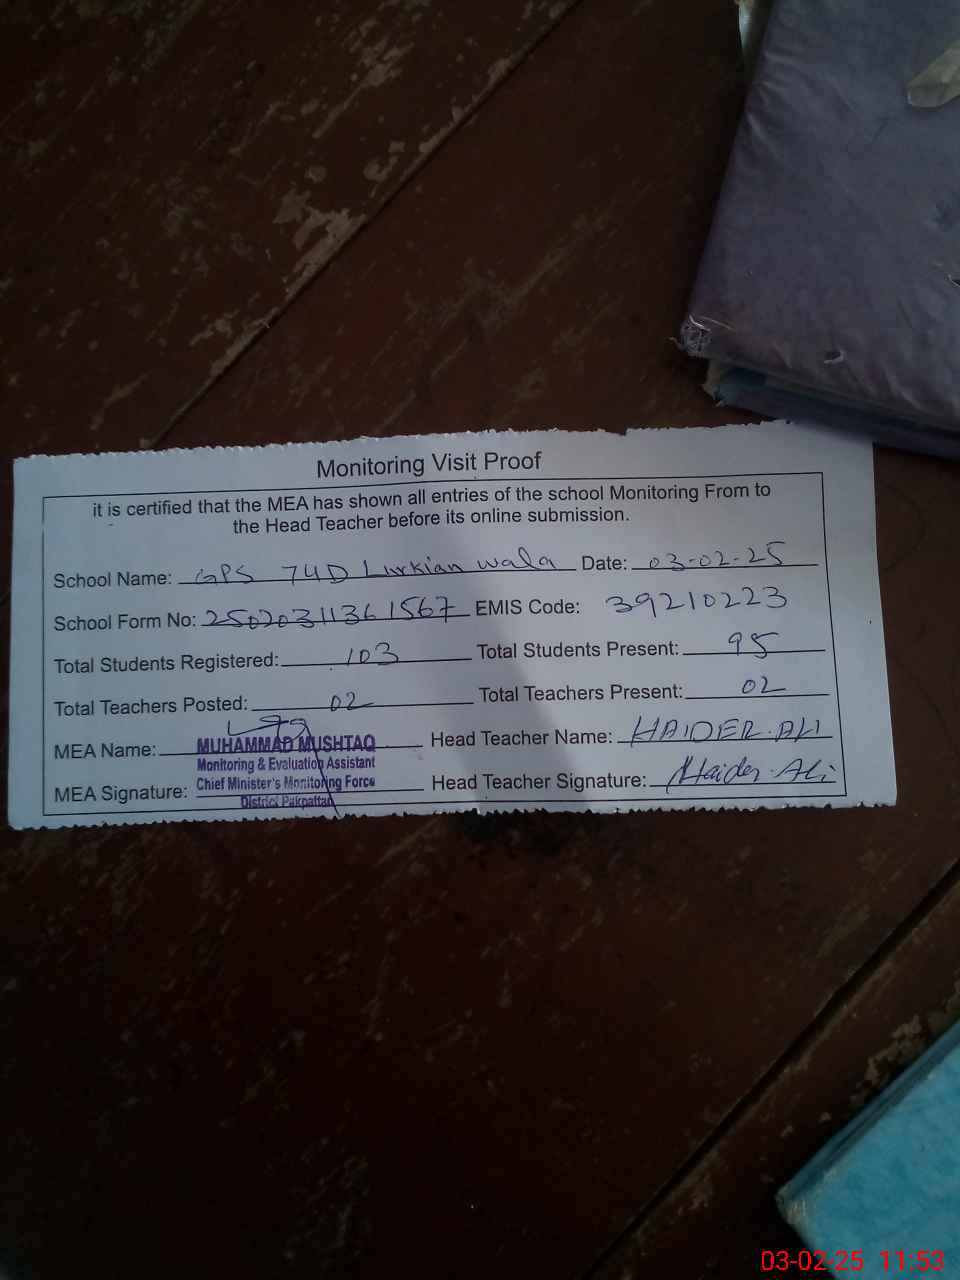 Monitoring Visit Proof
it is certified that the MEA has shown all entries of the school Monitoring From to
the Head Teacher before its online submission.
School Name: GPS 74D Lurkian wala Date: 03-02-25
School Form No: 25020311361567 EMIS Code: 39210223
Total Students Registered: 103 Total Students Present: 95
Total Teachers Posted: 02 Total Teachers Present: 02
MEA Name: MUHAMMAD MUSHTAQ Head Teacher Name: HAIDER ALI
Monitoring & Evaluation Assistant
MEA Signature: Chief Minister's Monitoring Force Head Teacher Signature: Haider Ali
District Pakpattan
03-02-25 11:53